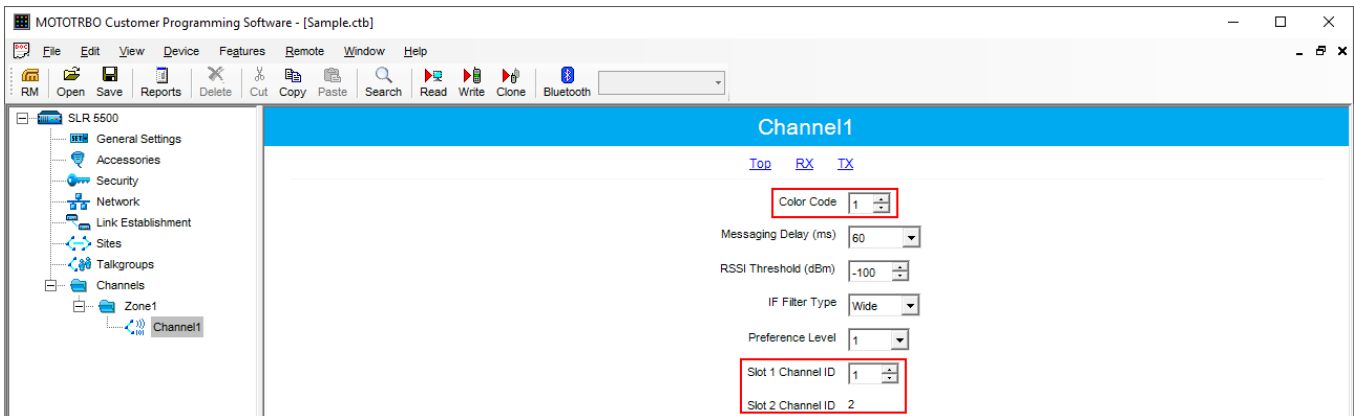 MOTOTRBO Customer Programming Software - [Sample.ctb]
File Edit View Device Features Remote Window Help
RM Open Save Reports Delete Cut Copy Paste Search Read Write Clone Bluetooth
SLR 5500
General Settings
Accessories
Security
Network
Link Establishment
Sites
Talkgroups
Channels
Zone1
Channel1
Channel1
Top RX TX
Color Code 1
Messaging Delay (ms) 60
RSSI Threshold (dBm) -100
IF Filter Type Wide
Preference Level 1
Slot 1 Channel ID 1
Slot 2 Channel ID 2